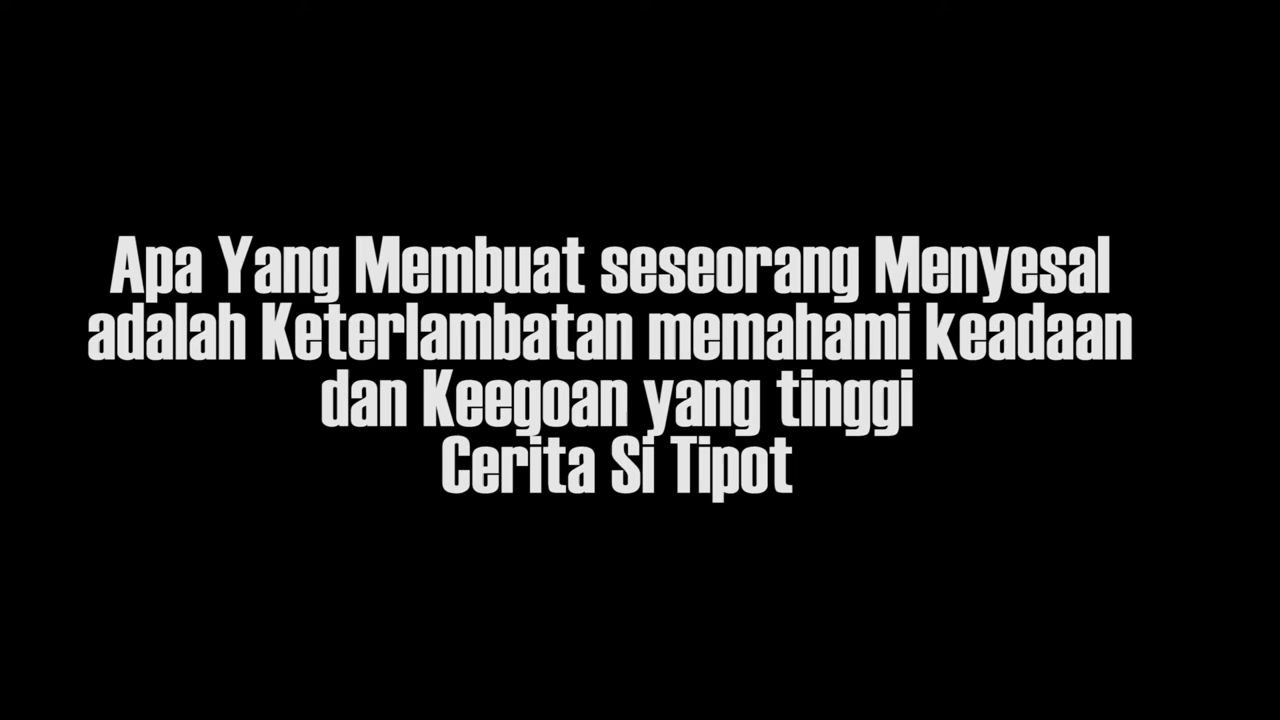 Apa Yang Membuat seseorang Menyesal
adalah Keterlambatan memahami keadaan
dan Keegoan yang tinggi
Cerita Si Tipot